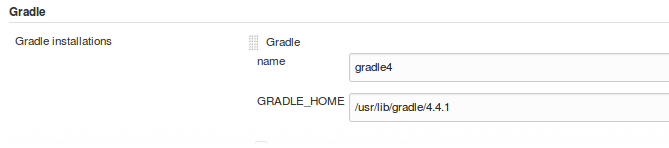 Gradle
Gradle installations
Gradle
name
gradle4
GRADLE_HOME
/usr/lib/gradle/4.4.1